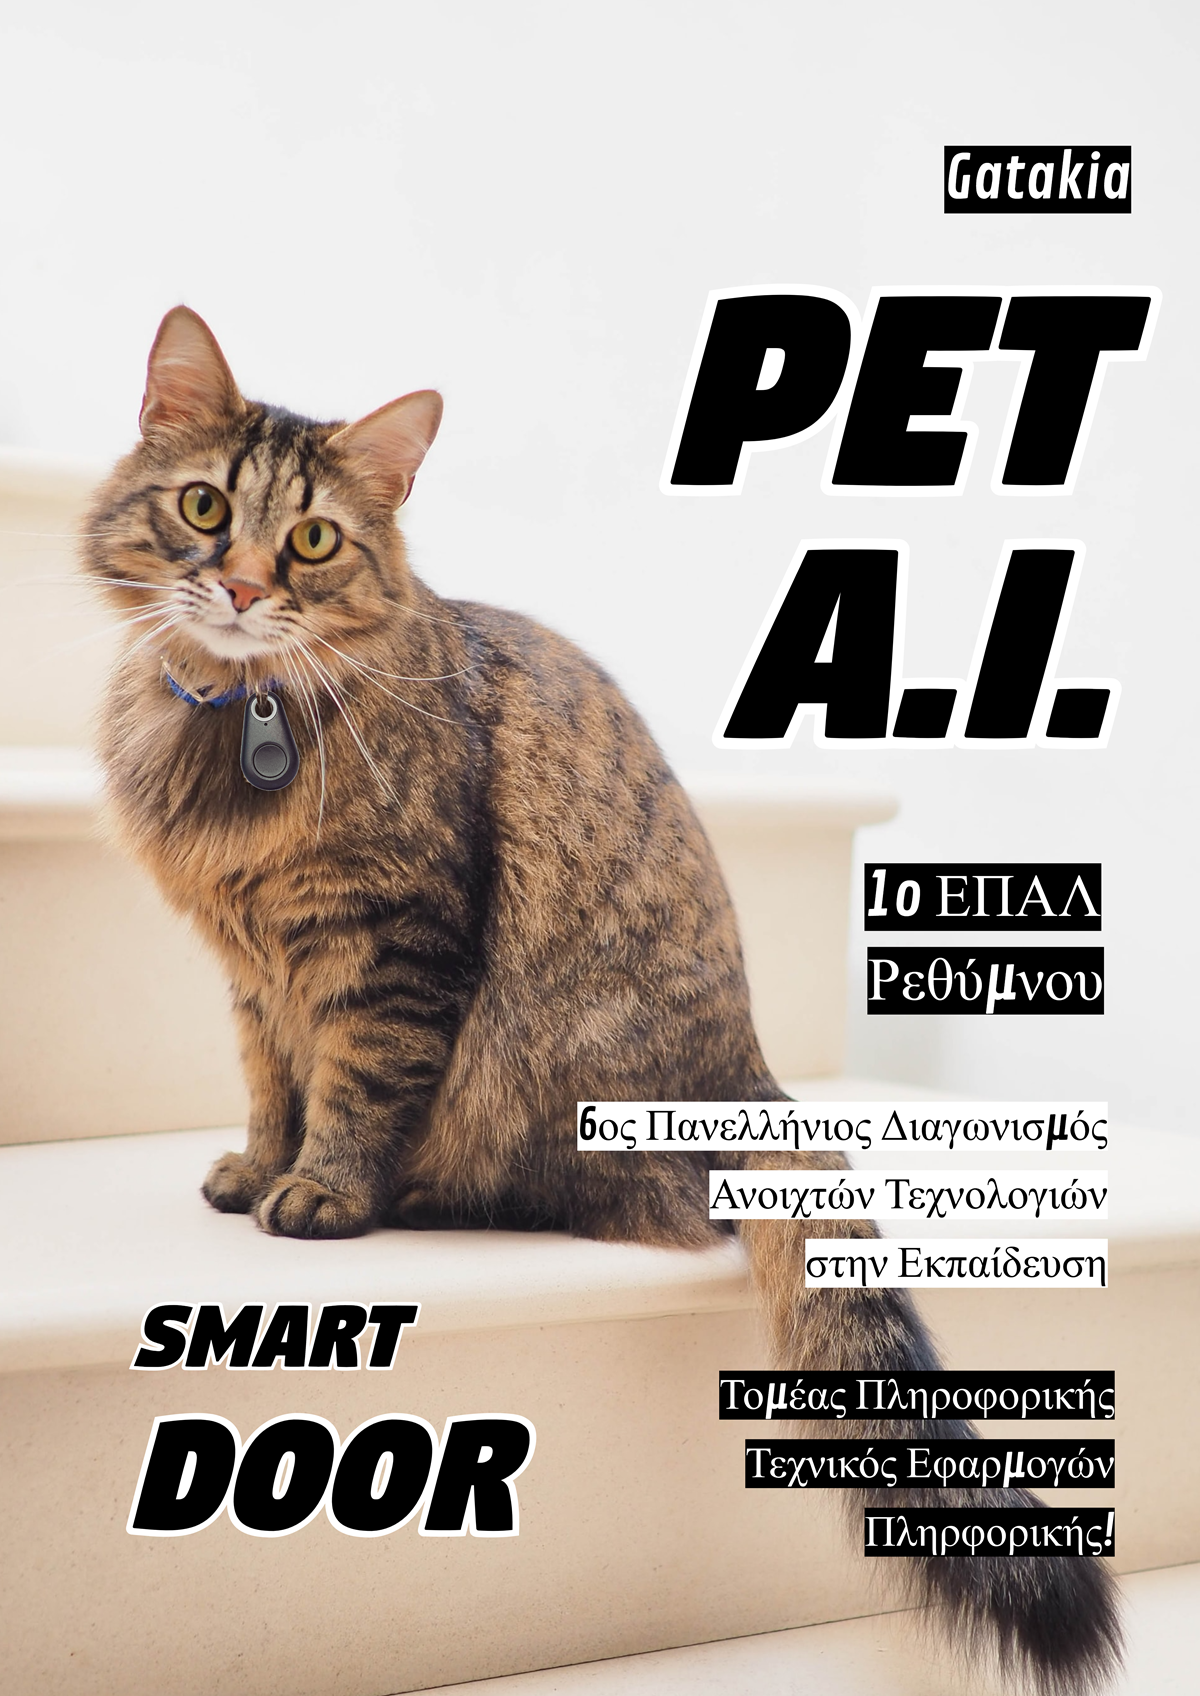 Gatakia
PET
A.I.
1ο ΕΠΑΛ
Ρεθύμνου
6ος Πανελλήνιος Διαγωνισμός
Ανοιχτών Τεχνολογιών
στην Εκπαίδευση
SMART
DOOR
Τομέας Πληροφορικής
Τεχνικός Εφαρμογών
Πληρφορικής!